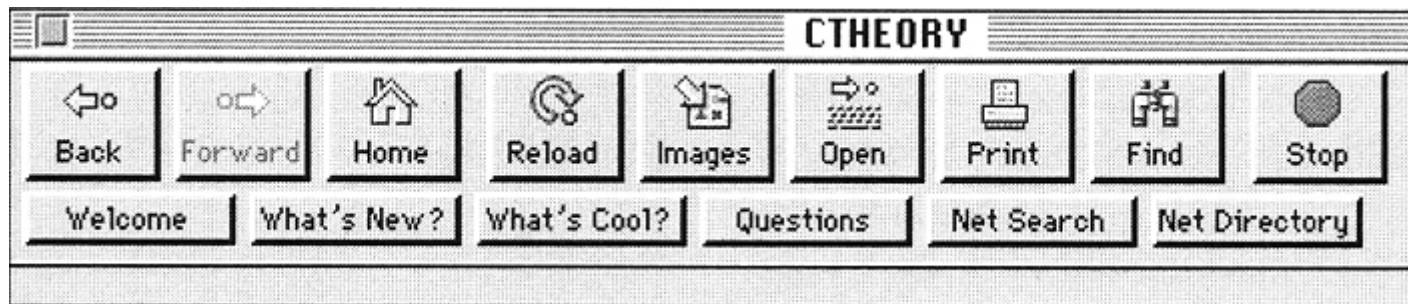 CTHEORY
Back Forward Home Reload Images Open Print Find Stop
Welcome What's New? What's Cool? Questions Net Search Net Directory